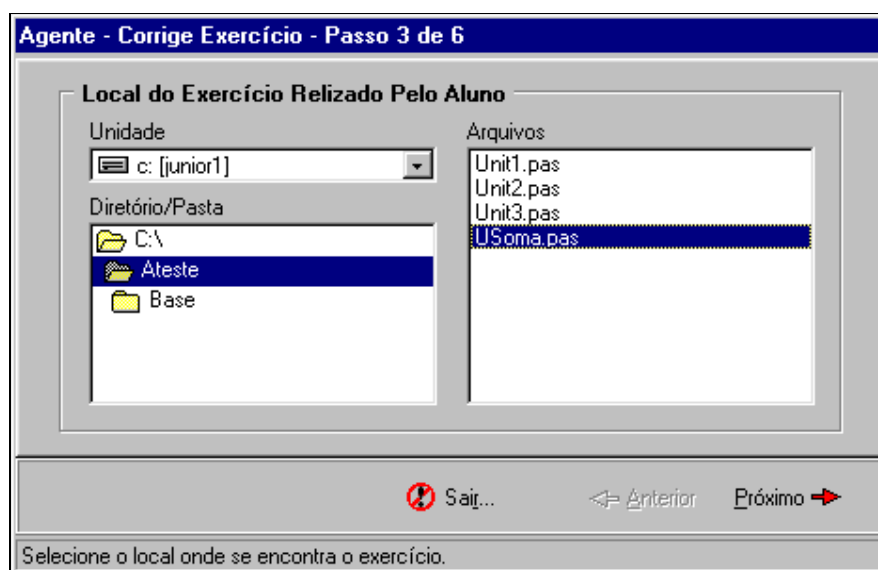 Agente - Corrige Exercício - Passo 3 de 6
Local do Exercício Relizado Pelo Aluno
Unidade
c: [junior1]
Diretório/Pasta
C:\
Ateste
Base
Arquivos
Unit1.pas
Unit2.pas
Unit3.pas
USoma.pas
Sair...
Anterior
Próximo
Selecione o local onde se encontra o exercício.